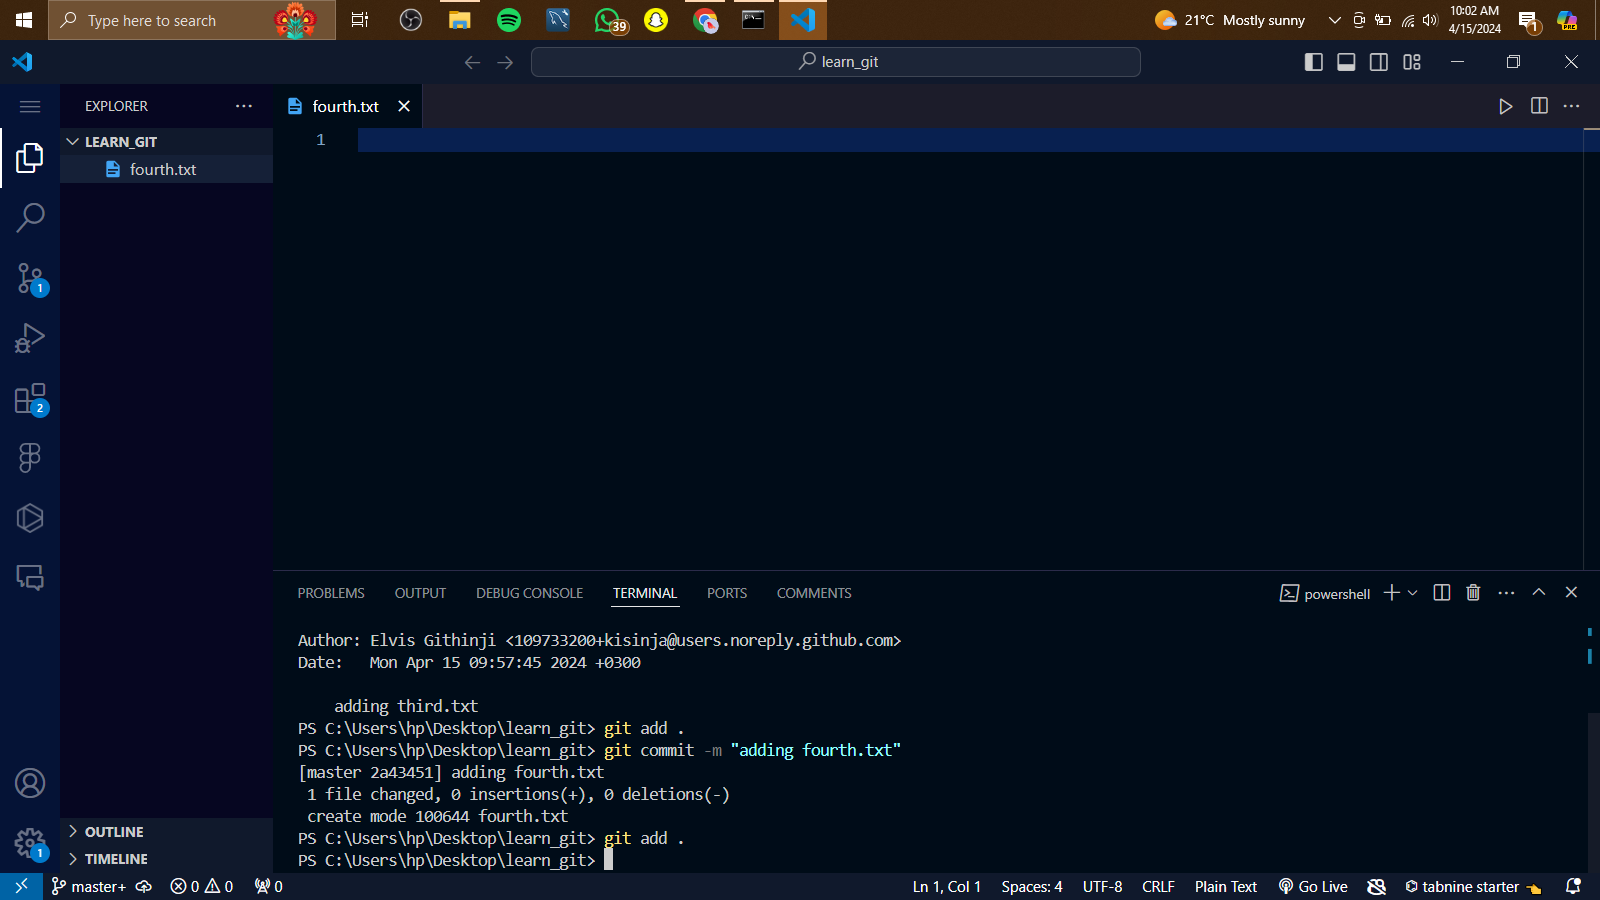 Type here to search
39
21°C Mostly sunny
10:02 AM
4/15/2024
1
PRE
learn_git
EXPLORER
fourth.txt
LEARN_GIT
fourth.txt
1
1
2
PROBLEMS OUTPUT DEBUG CONSOLE TERMINAL PORTS COMMENTS
powershell
Author: Elvis Githinji <109733200+kisinja@users.noreply.github.com>
Date:   Mon Apr 15 09:57:45 2024 +0300
    adding third.txt
PS C:\Users\hp\Desktop\learn_git> git add .
PS C:\Users\hp\Desktop\learn_git> git commit -m "adding fourth.txt"
[master 2a43451] adding fourth.txt
 1 file changed, 0 insertions(+), 0 deletions(-)
 create mode 100644 fourth.txt
PS C:\Users\hp\Desktop\learn_git> git add .
PS C:\Users\hp\Desktop\learn_git>
OUTLINE
TIMELINE
1
master+ 0 0 0 Ln 1, Col 1 Spaces: 4 UTF-8 CRLF Plain Text Go Live tabnine starter